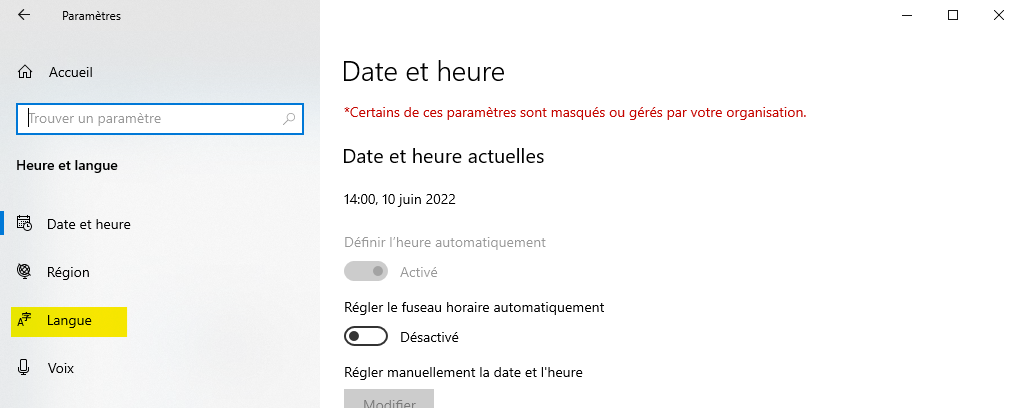 Paramètres
Accueil
Trouver un paramètre
Heure et langue
Date et heure
Région
Langue
Voix
Date et heure
*Certains de ces paramètres sont masqués ou gérés par votre organisation.
Date et heure actuelles
14:00, 10 juin 2022
Définir l'heure automatiquement
Activé
Régler le fuseau horaire automatiquement
Désactivé
Régler manuellement la date et l'heure
Modifier